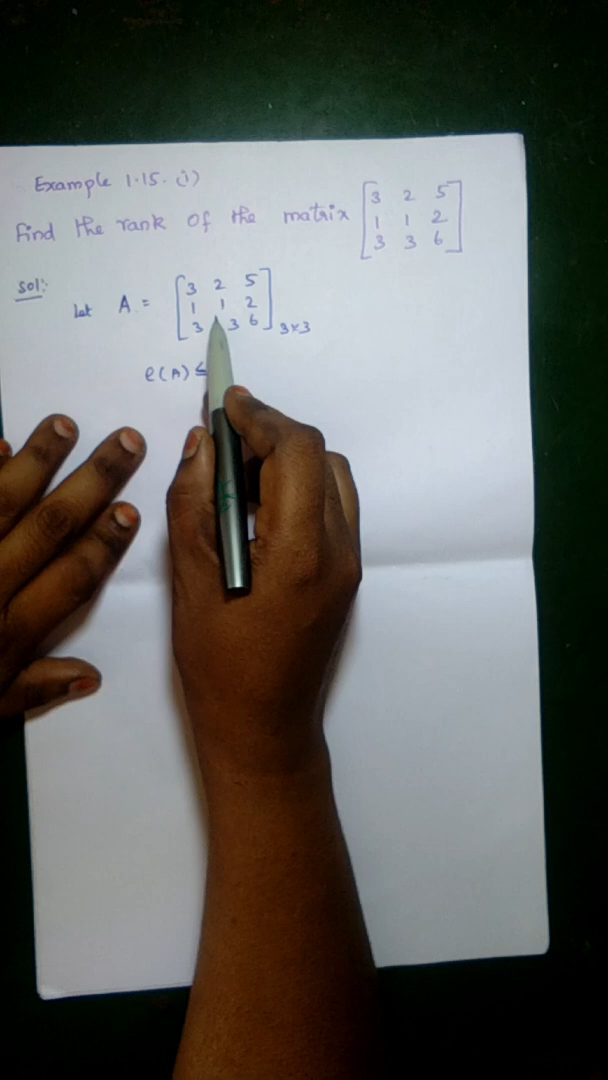 Example 1.15. (i)
Find the rank of the matrix [3 2 5
1 1 2
3 3 6]
Sol:
Let A = [3 2 5
1 1 2
3 3 6] 3×3
ρ(A) ≤